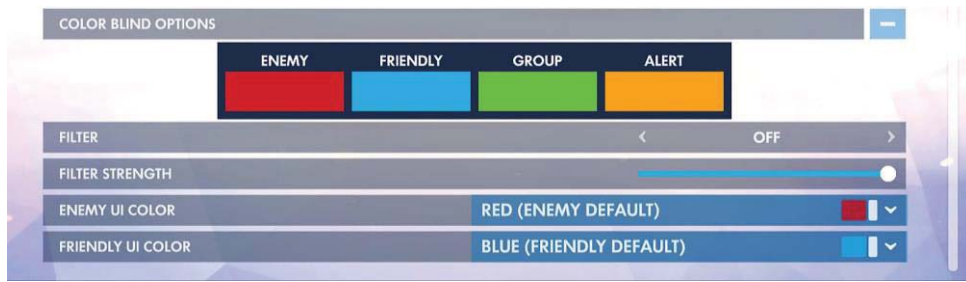 COLOR BLIND OPTIONS
ENEMY FRIENDLY GROUP ALERT
FILTER OFF
FILTER STRENGTH
ENEMY UI COLOR RED (ENEMY DEFAULT)
FRIENDLY UI COLOR BLUE (FRIENDLY DEFAULT)